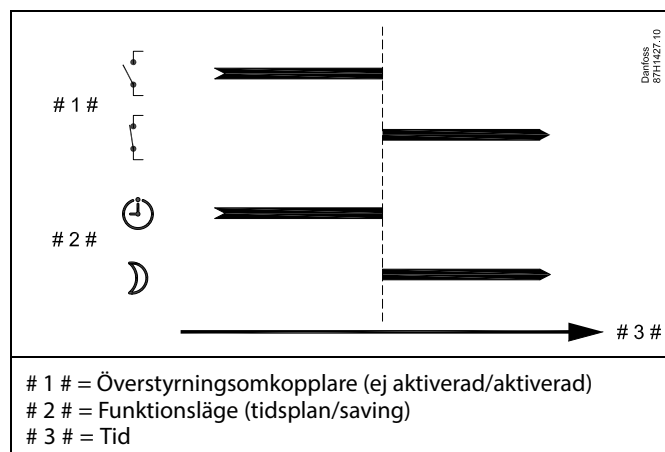 Danfoss
87H1427.10
# 1 #
# 2 #
# 3 #
# 1 # = Överstyrningsomkopplare (ej aktiverad/aktiverad)
# 2 # = Funktionsläge (tidsplan/saving)
# 3 # = Tid